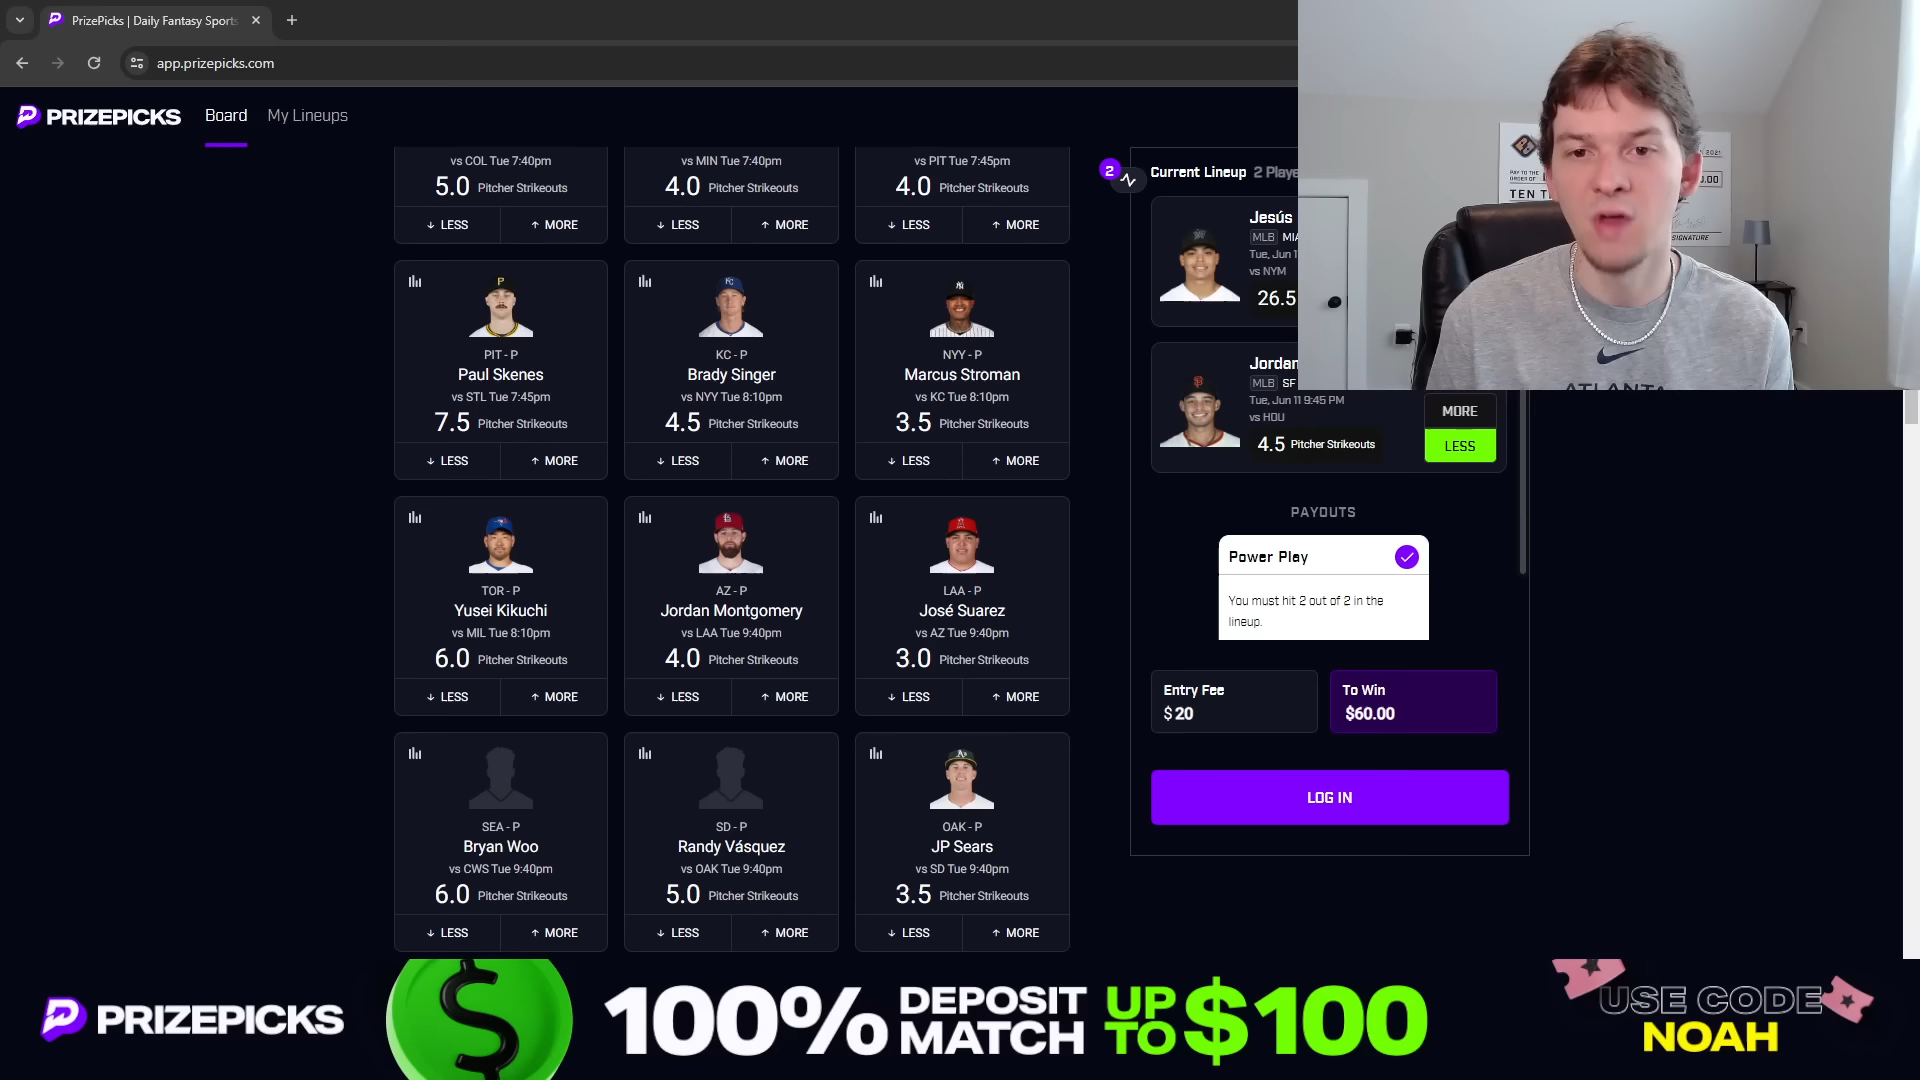 PrizePicks | Daily Fantasy Sports
app.prizepicks.com
PRIZEPICKS
Board
My Lineups
vs COL Tue 7:40pm
5.0 Pitcher Strikeouts
LESS
MORE
vs MIN Tue 7:40pm
4.0 Pitcher Strikeouts
LESS
MORE
vs PIT Tue 7:45pm
4.0 Pitcher Strikeouts
LESS
MORE
PIT - P
Paul Skenes
vs STL Tue 7:45pm
7.5 Pitcher Strikeouts
LESS
MORE
KC - P
Brady Singer
vs NYY Tue 8:10pm
4.5 Pitcher Strikeouts
LESS
MORE
NYY - P
Marcus Stroman
vs KC Tue 8:10pm
3.5 Pitcher Strikeouts
LESS
MORE
TOR - P
Yusei Kikuchi
vs MIL Tue 8:10pm
6.0 Pitcher Strikeouts
LESS
MORE
AZ - P
Jordan Montgomery
vs LAA Tue 9:40pm
4.0 Pitcher Strikeouts
LESS
MORE
LAA - P
José Suarez
vs AZ Tue 9:40pm
3.0 Pitcher Strikeouts
LESS
MORE
SEA - P
Bryan Woo
vs CWS Tue 9:40pm
6.0 Pitcher Strikeouts
LESS
MORE
SD - P
Randy Vásquez
vs OAK Tue 9:40pm
5.0 Pitcher Strikeouts
LESS
MORE
OAK - P
JP Sears
vs SD Tue 9:40pm
3.5 Pitcher Strikeouts
LESS
MORE
2
Current Lineup 2 Playe
Jesús
MLB MIA
Tue, Jun 1
vs NYM
26.5
Jordan
MLB SF
Tue, Jun 11 9:45 PM
vs HOU
4.5 Pitcher Strikeouts
MORE
LESS
PAYOUTS
Power Play
You must hit 2 out of 2 in the
lineup.
Entry Fee
$ 20
To Win
$60.00
LOG IN
TEN T
SIGNATURE
ATLANTA
PRIZEPICKS
100% DEPOSIT MATCH UP TO $100
USE CODE
NOAH